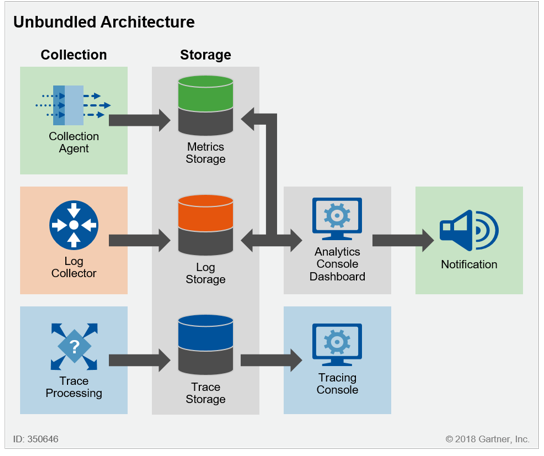 Unbundled Architecture
Collection
Storage
Collection
Agent
Metrics
Storage
Log
Collector
Log
Storage
Analytics
Console
Dashboard
Notification
?
Trace
Processing
Trace
Storage
Tracing
Console
ID: 350646
© 2018 Gartner, Inc.